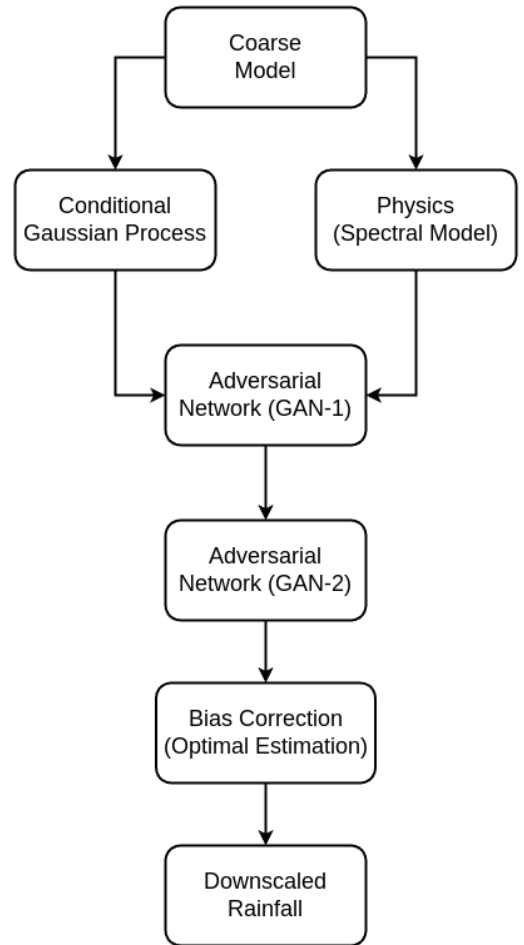 Coarse
Model
Conditional
Gaussian Process
Physics
(Spectral Model)
Adversarial
Network (GAN-1)
Adversarial
Network (GAN-2)
Bias Correction
(Optimal Estimation)
Downscaled
Rainfall